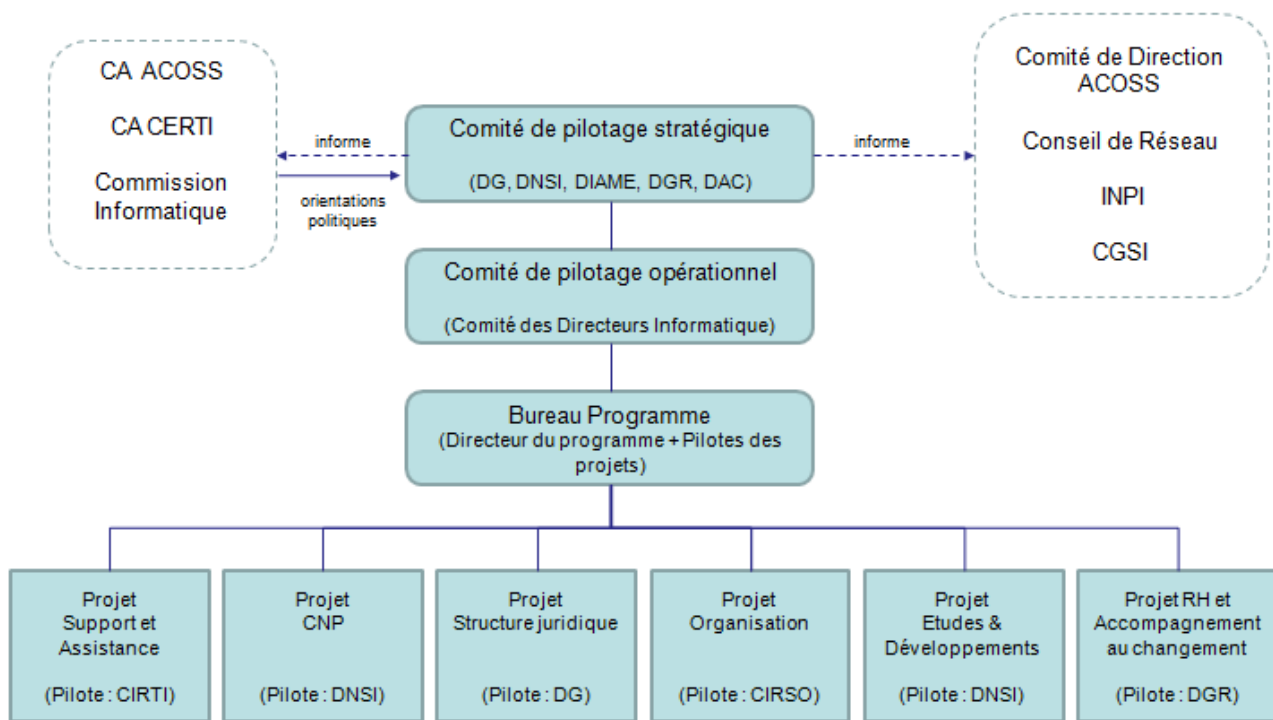 CA ACOSS
CA CERTI
Commission
Informatique
informe
orientations
politiques
Comité de pilotage stratégique
(DG, DNSI, DIAME, DGR, DAC)
informe
Comité de Direction
ACOSS
Conseil de Réseau
INPI
CGSI
Comité de pilotage opérationnel
(Comité des Directeurs Informatique)
Bureau Programme
(Directeur du programme + Pilotes des
projets)
Projet
Support et
Assistance
(Pilote : CIRTI)
Projet
CNP
(Pilote : DNSI)
Projet
Structure juridique
(Pilote : DG)
Projet
Organisation
(Pilote : CIRSO)
Projet
Etudes &
Développements
(Pilote : DNSI)
Projet RH et
Accompagnement
au changement
(Pilote : DGR)